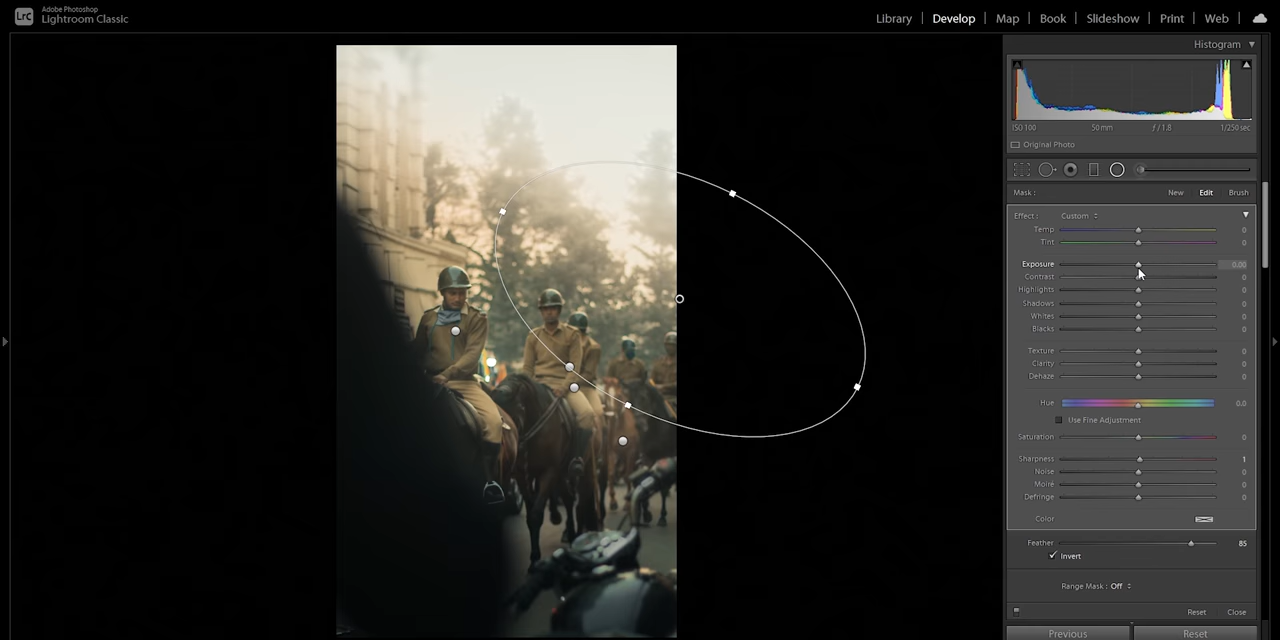 LrC
Adobe Photoshop
Lightroom Classic
Library | Develop | Map | Book | Slideshow | Print | Web
Histogram
ISO 100 50 mm ƒ / 1.8 1/250 sec
Original Photo
Mask : New Edit Brush
Effect : Custom
Temp 0
Tint 0
Exposure 0.00
Contrast 0
Highlights 0
Shadows 0
Whites 0
Blacks 0
Texture 0
Clarity 0
Dehaze 0
Hue 0.0
Use Fine Adjustment
Saturation 0
Sharpness 1
Noise 0
Moiré 0
Defringe 0
Color
Feather 85
Invert
Range Mask : Off
Reset Close
Previous Reset